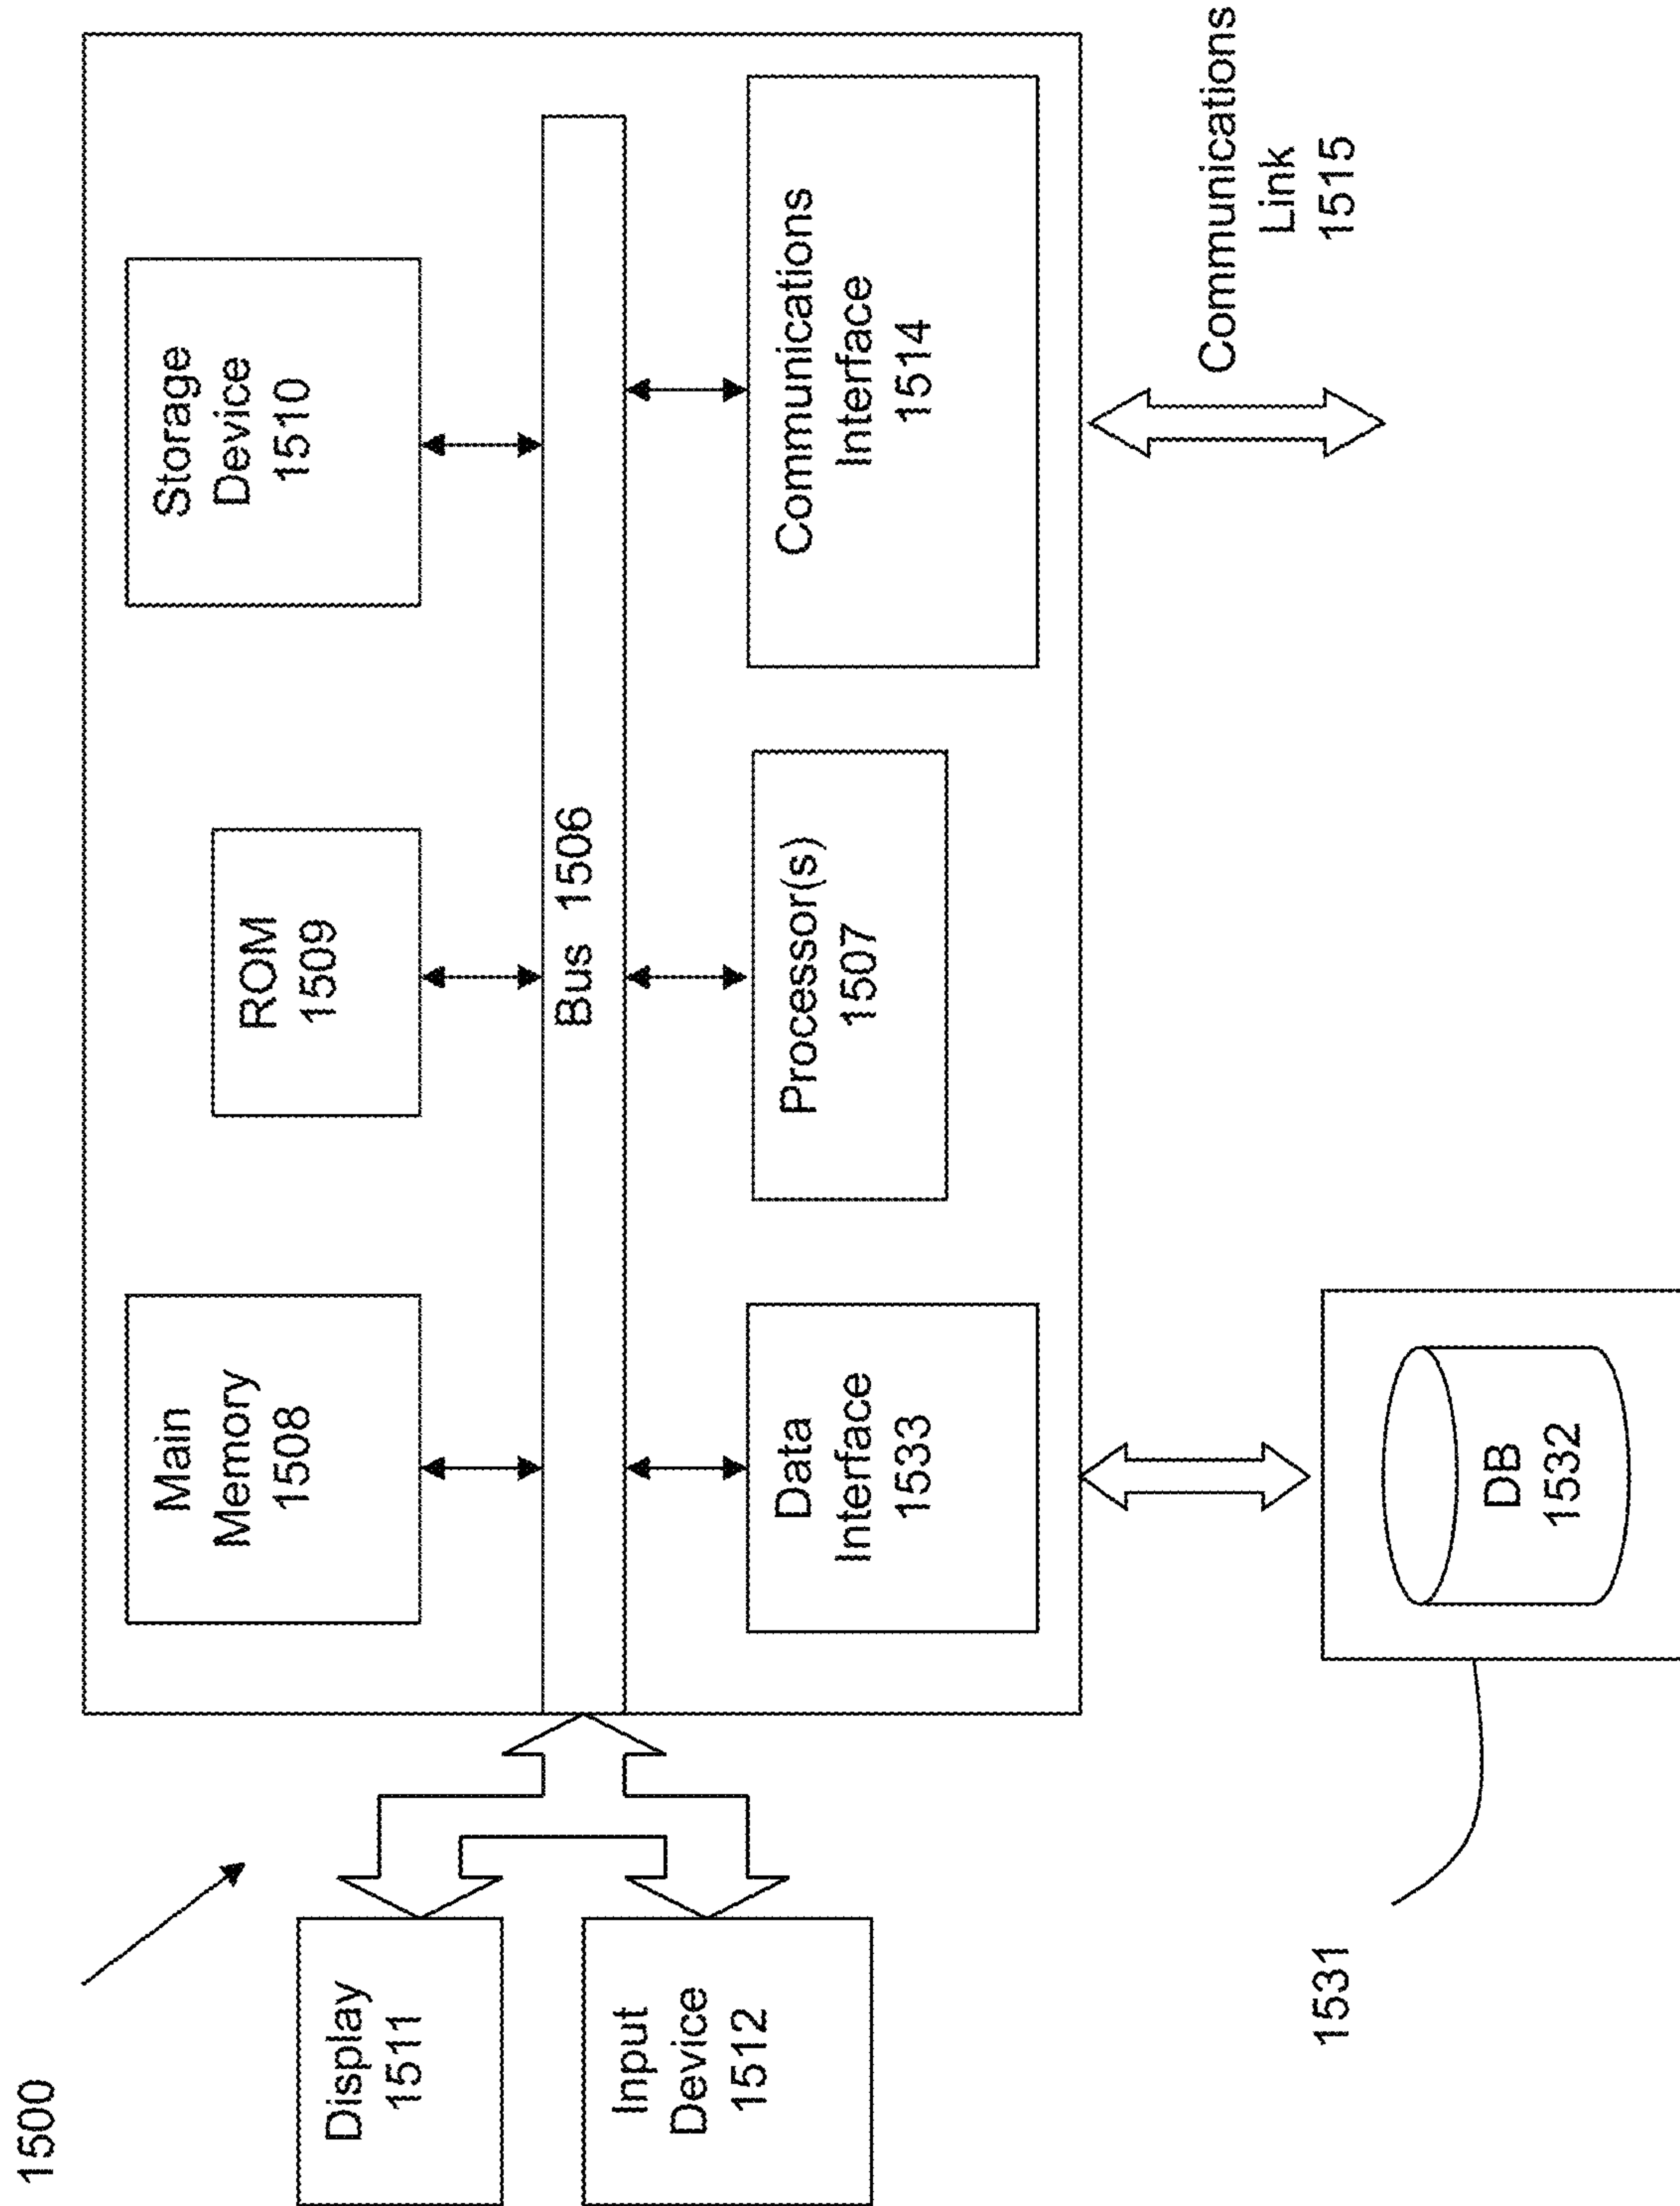 1500
Display
1511
Input
Device
1512
Main
Memory
1508
ROM
1509
Storage
Device
1510
Bus 1506
Data
Interface
1533
Processor(s)
1507
Communications
Interface
1514
1531
DB
1532
Communications
Link
1515